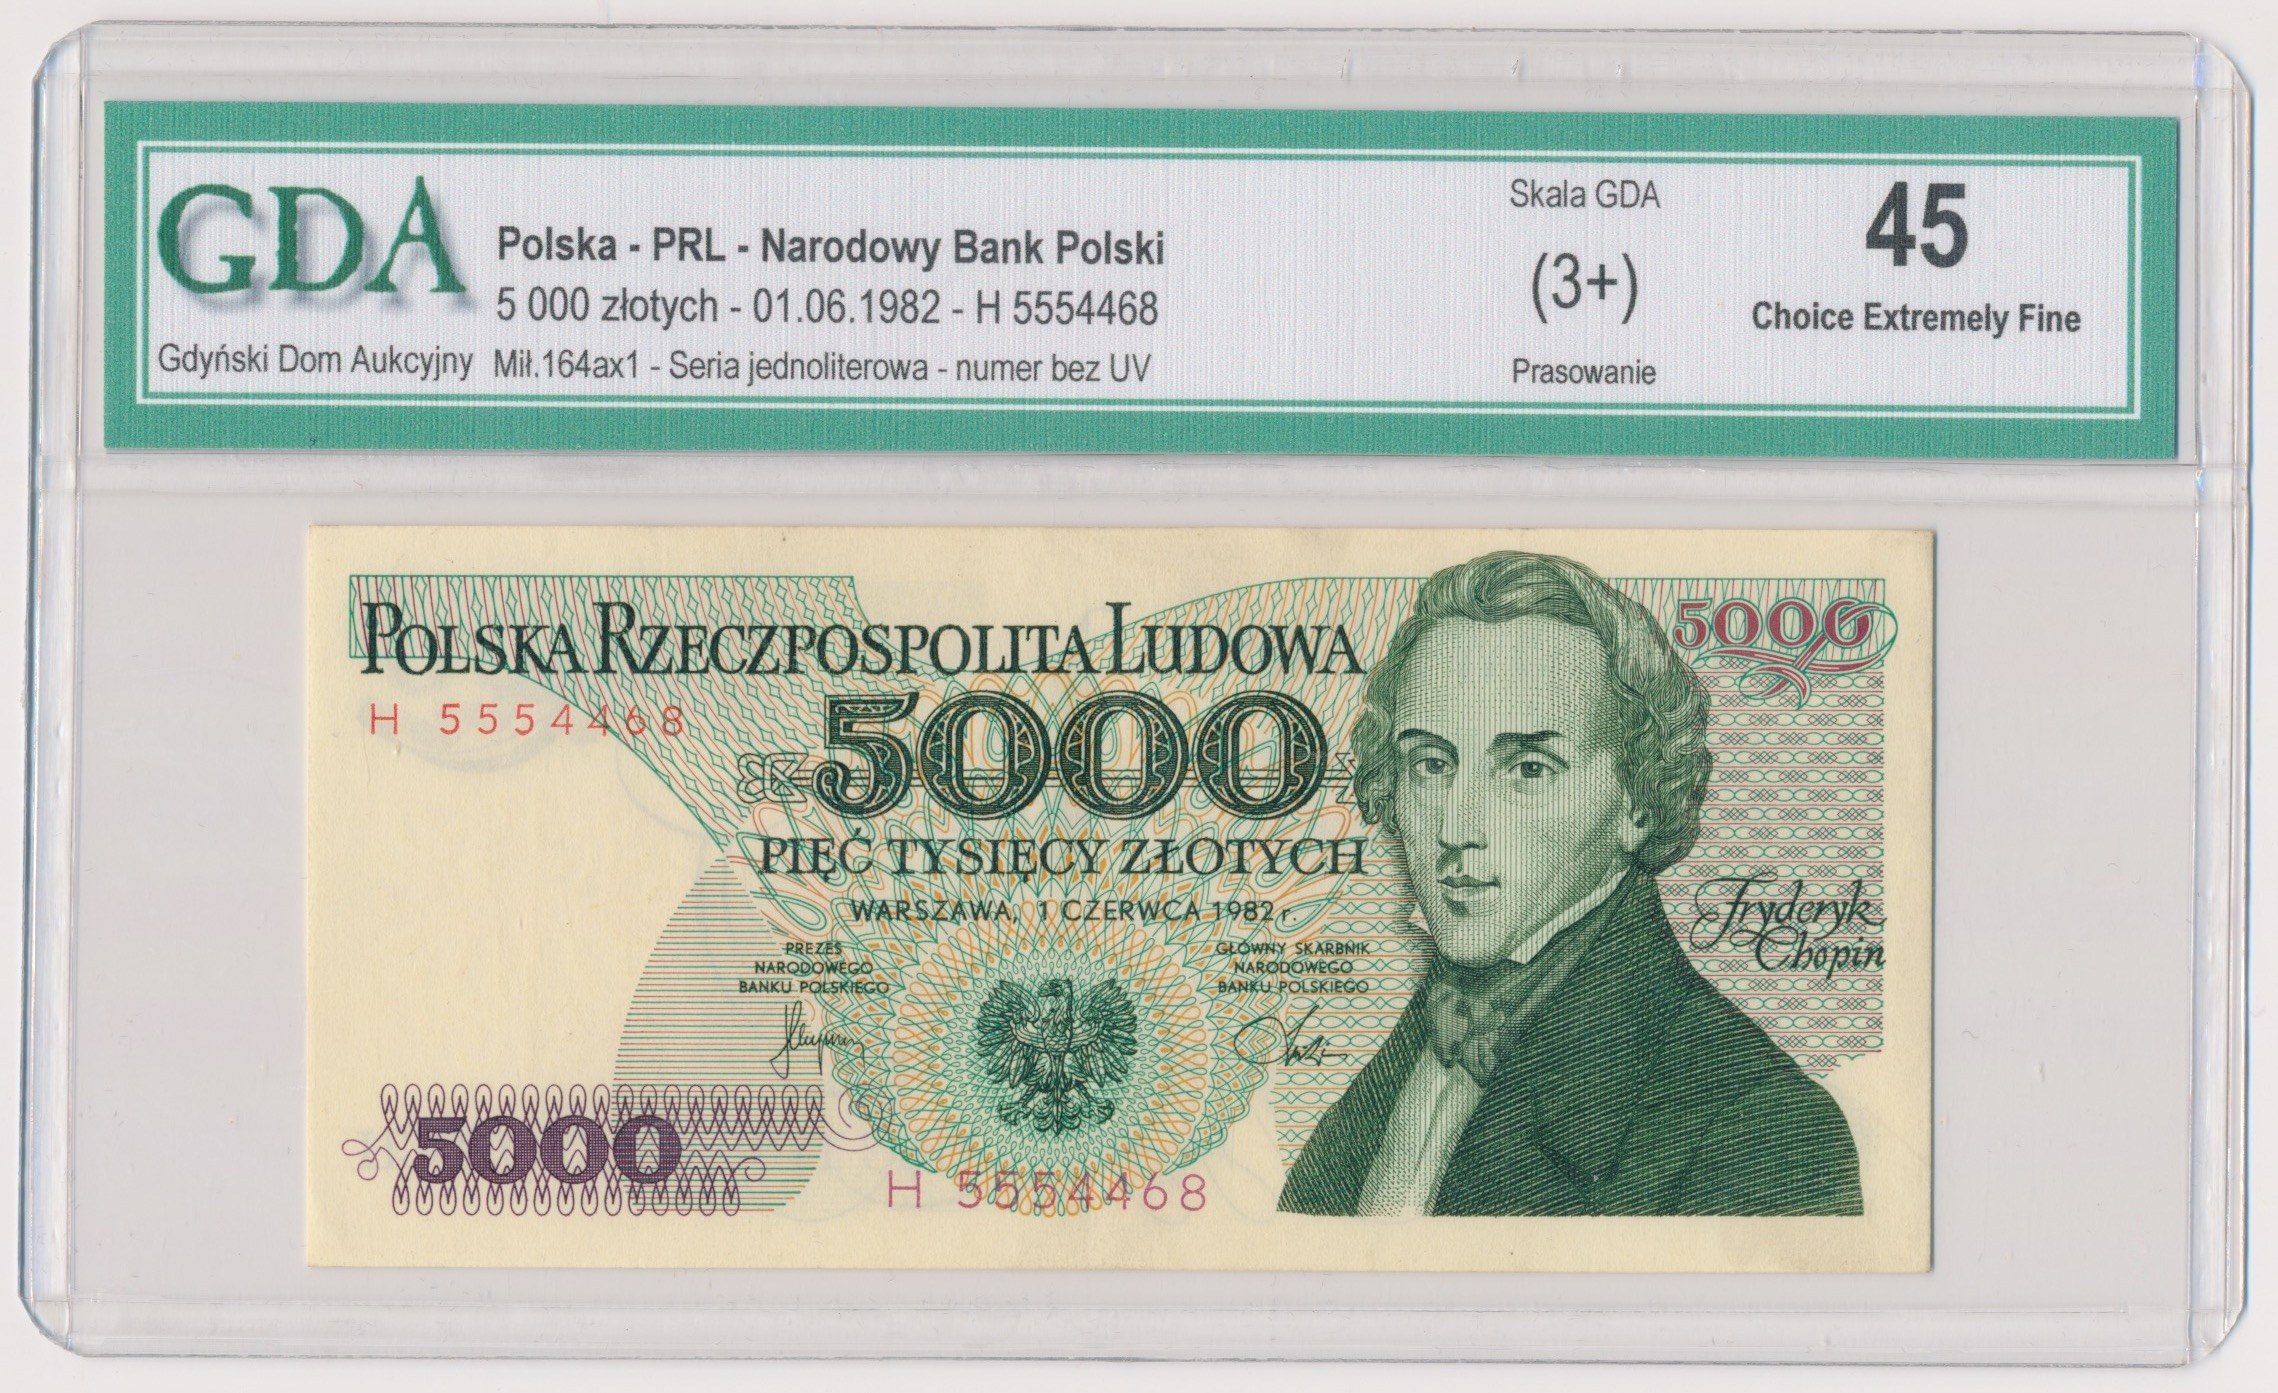 GDA
Gdyński Dom Aukcyjny
Polska - PRL - Narodowy Bank Polski
5 000 złotych - 01.06.1982 - H 5554468
Mił.164ax1 - Seria jednoliterowa - numer bez UV
Skala GDA
(3+)
Prasowanie
45
Choice Extremely Fine
POLSKA RZECZPOSPOLITA LUDOWA
5000
H 5554468
5000
PIĘĆ TYSIĘCY ZŁOTYCH
WARSZAWA, 1 CZERWCA 1982 r.
PREZES
NARODOWEGO
BANKU POLSKIEGO
GŁÓWNY SKARBNIK
NARODOWEGO
BANKU POLSKIEGO
Fryderyk
Chopin
5000
H 5554468